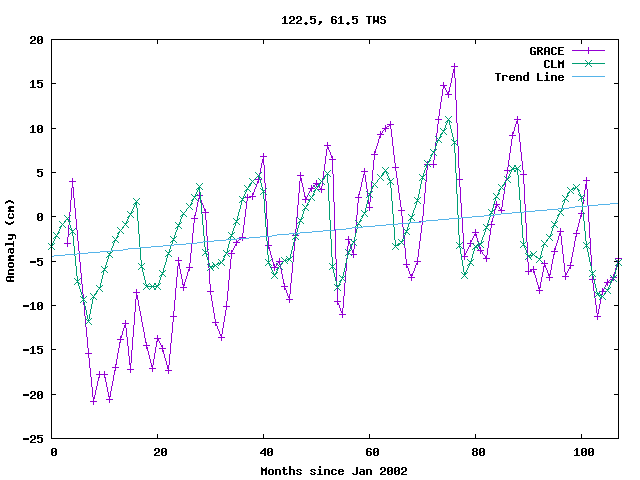 122.5, 61.5 TWS
GRACE
CLM
Trend Line
20
15
10
5
0
-5
-10
-15
-20
-25
Anomaly (cm)
0 20 40 60 80 100
Months since Jan 2002